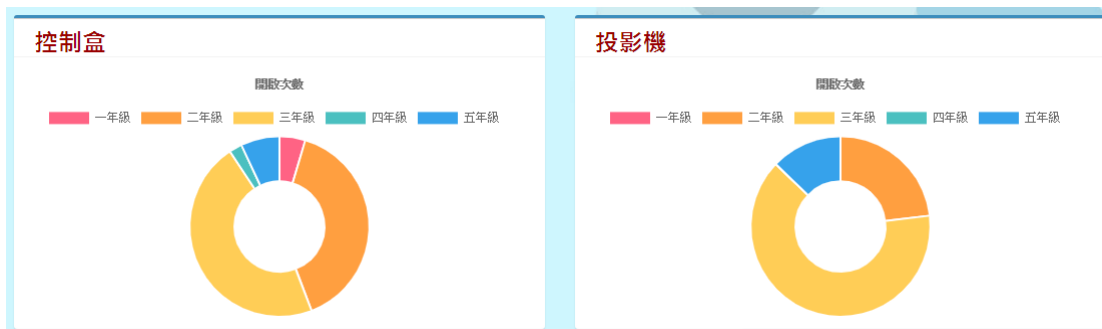 控制盒
開啟次數
一年級 二年級 三年級 四年級 五年級
投影機
開啟次數
一年級 二年級 三年級 四年級 五年級